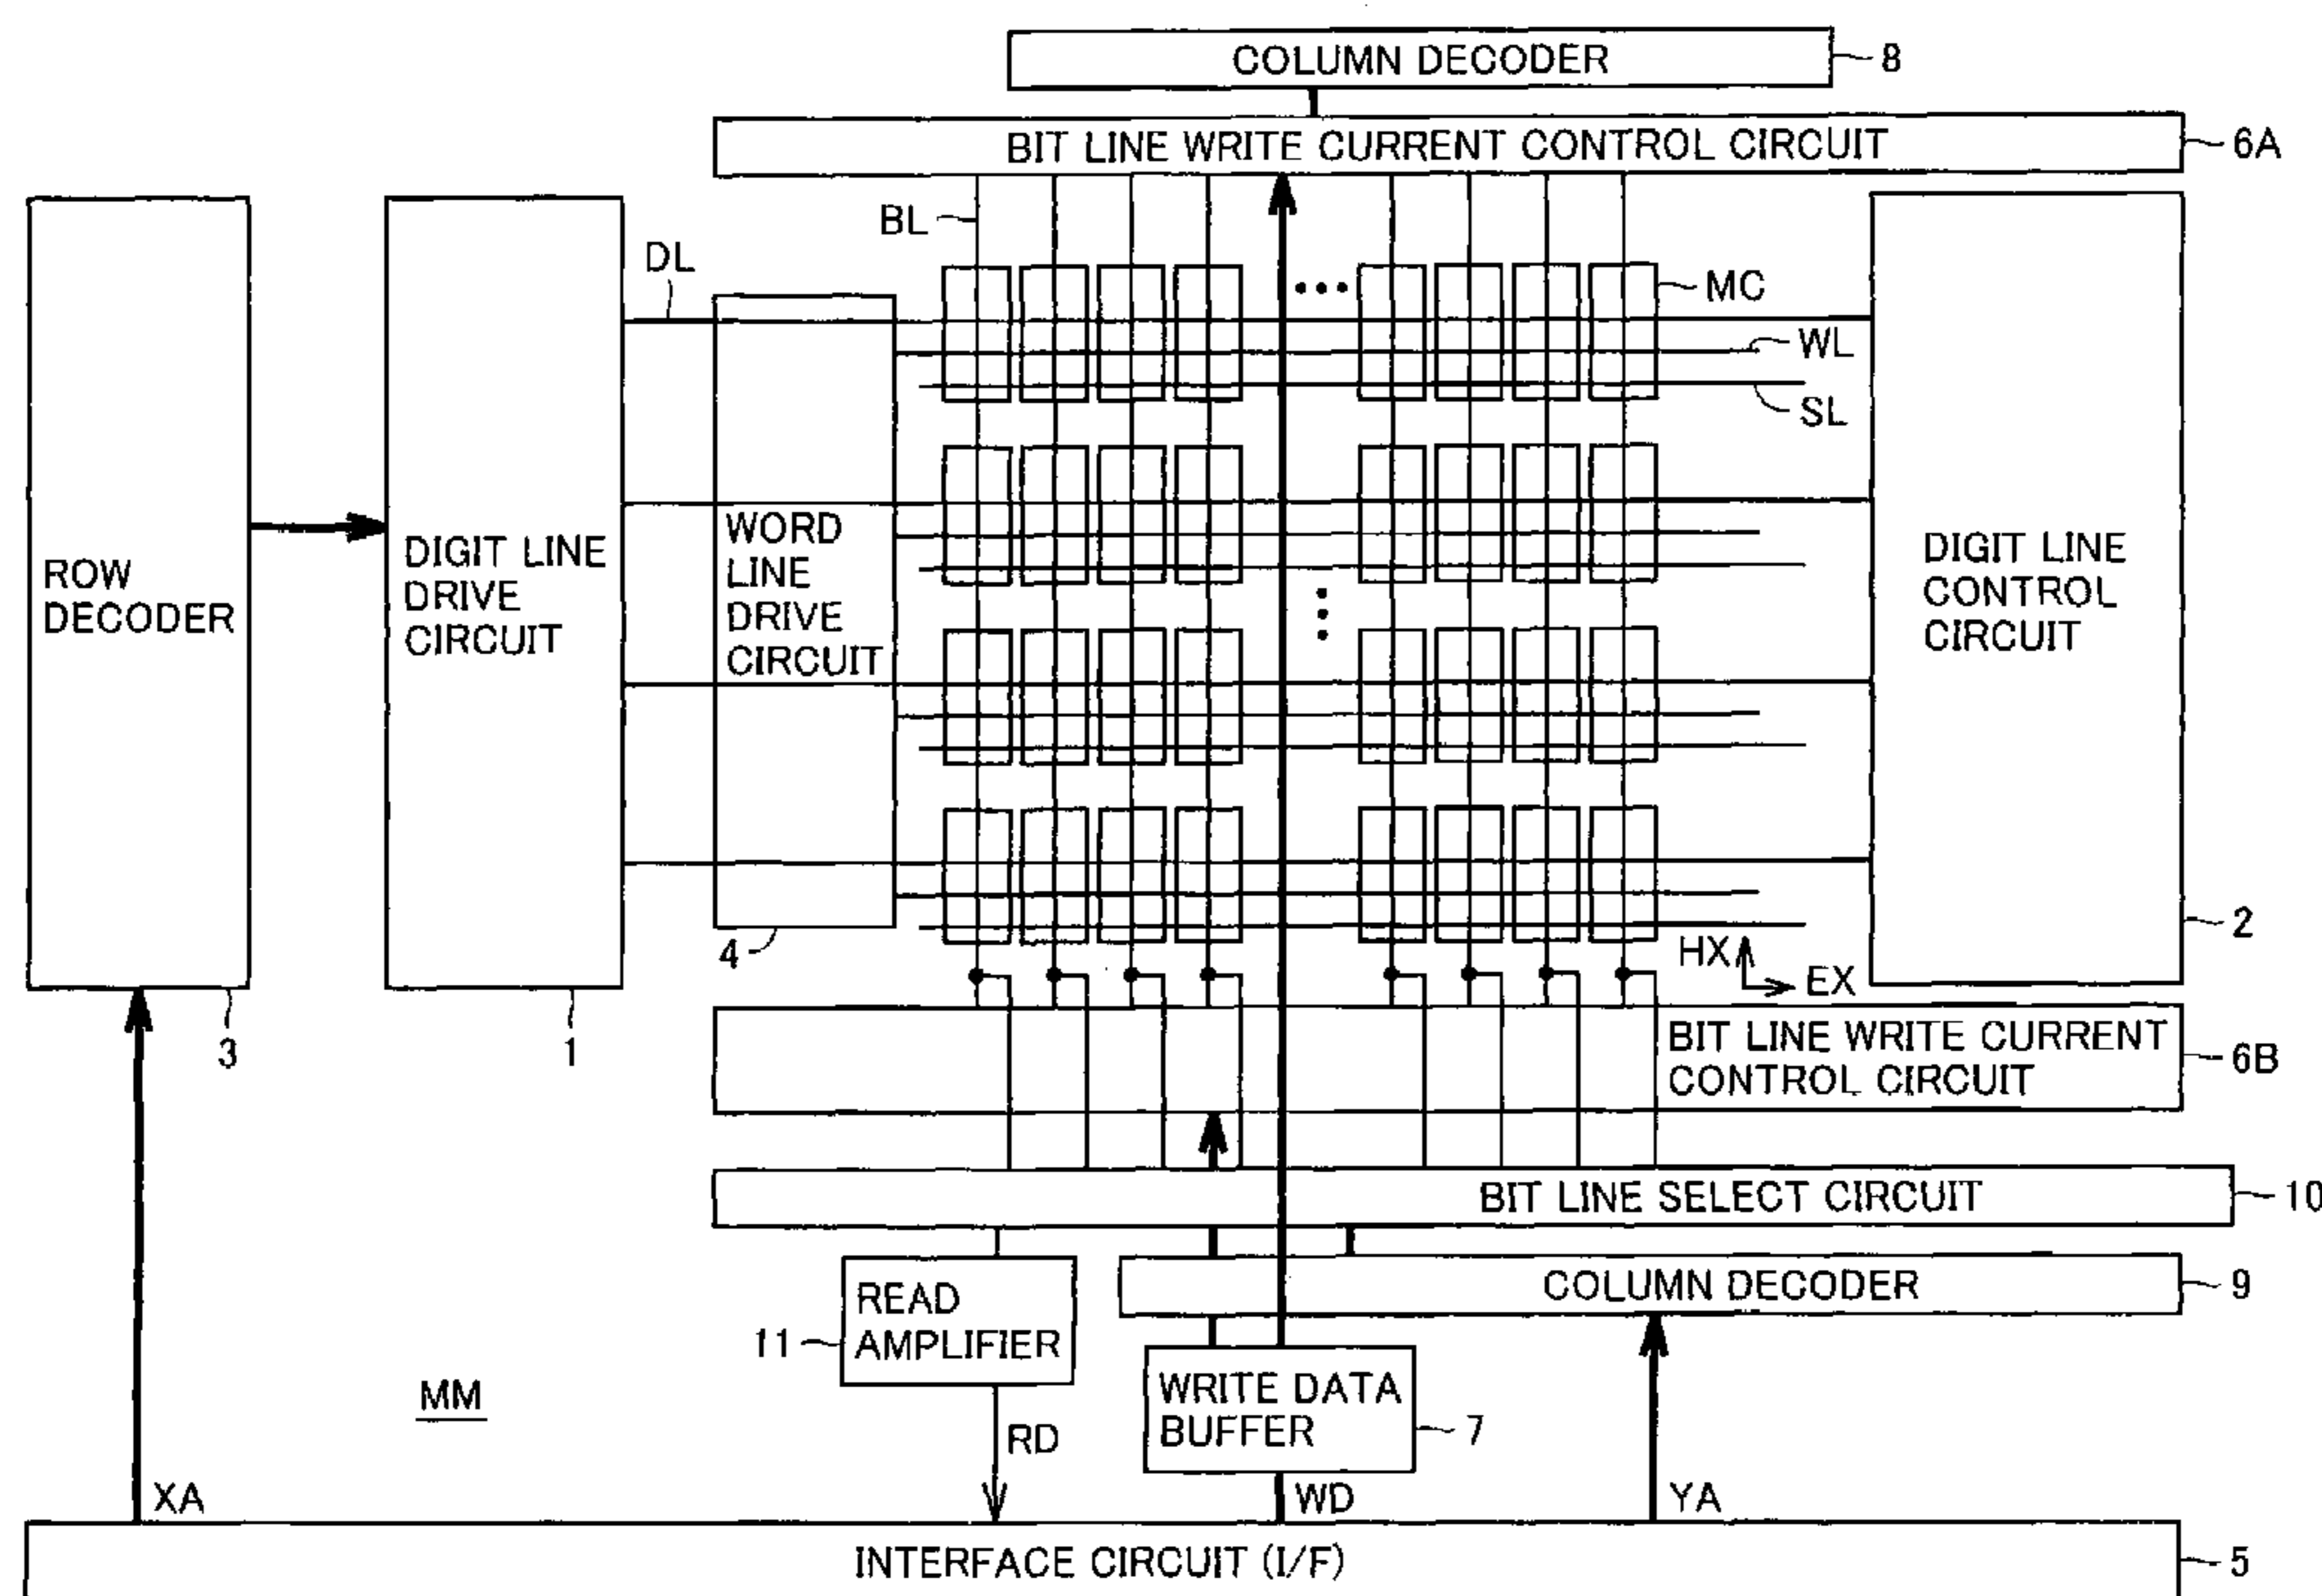 COLUMN DECODER
8
BIT LINE WRITE CURRENT CONTROL CIRCUIT
6A
BL
DL
MC
WL
SL
ROW
DECODER
DIGIT LINE
DRIVE
CIRCUIT
WORD
LINE
DRIVE
CIRCUIT
DIGIT LINE
CONTROL
CIRCUIT
2
4
HX
EX
3
1
BIT LINE WRITE CURRENT
CONTROL CIRCUIT
6B
BIT LINE SELECT CIRCUIT
10
COLUMN DECODER
9
READ
AMPLIFIER
11
WRITE DATA
BUFFER
7
MM
RD
XA
WD
YA
INTERFACE CIRCUIT (I/F)
5